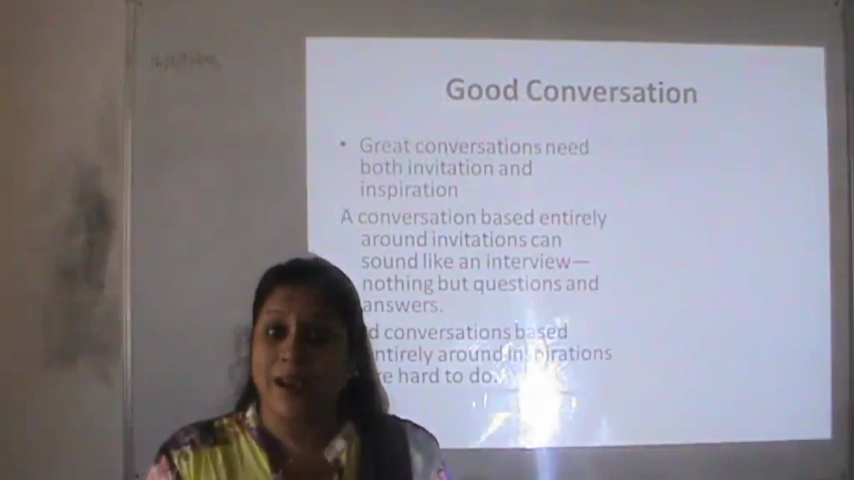 Good Conversation
• Great conversations need
both invitation and
inspiration
A conversation based entirely
around invitations can
sound like an interview—
nothing but questions and
answers.
conversations based
entirely around inspirations
hard to do.